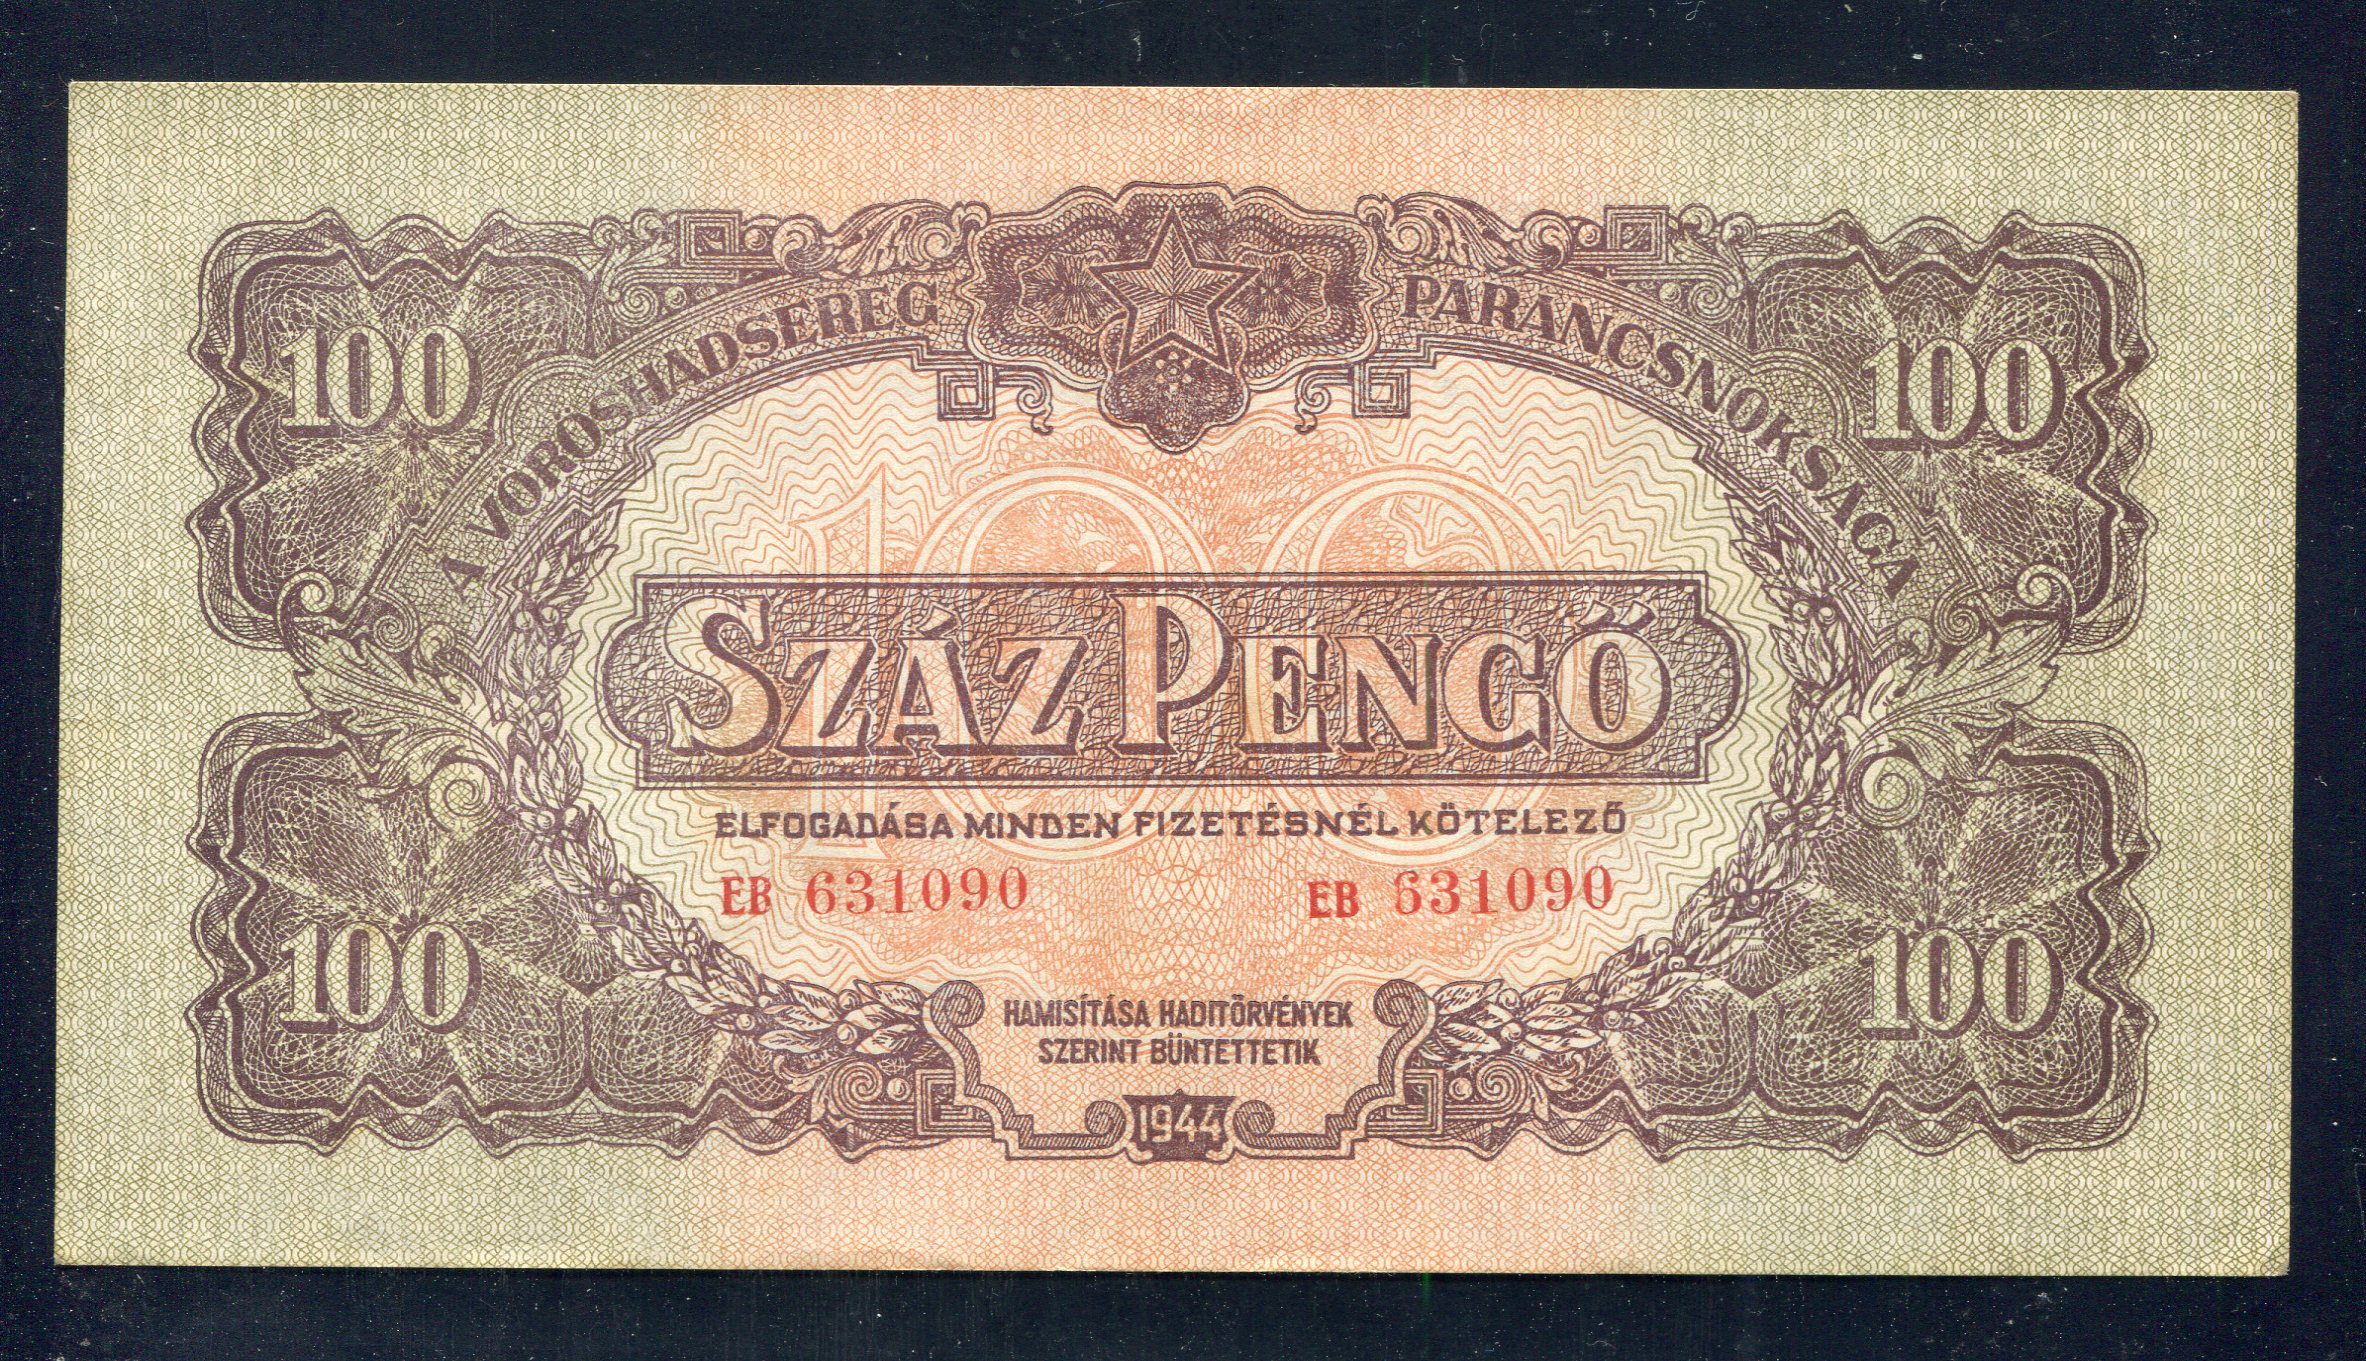 A VÖRÖSHADSEREG PARANCSNOKSÁGA
100 100
100
SZÁZ PENGŐ
ELFOGADÁSA MINDEN FIZETÉSNÉL KÖTELEZŐ
EB 631090 EB 631090
100 100
HAMISÍTÁSA HADITÖRVÉNYEK
SZERINT BÜNTETTETIK
1944